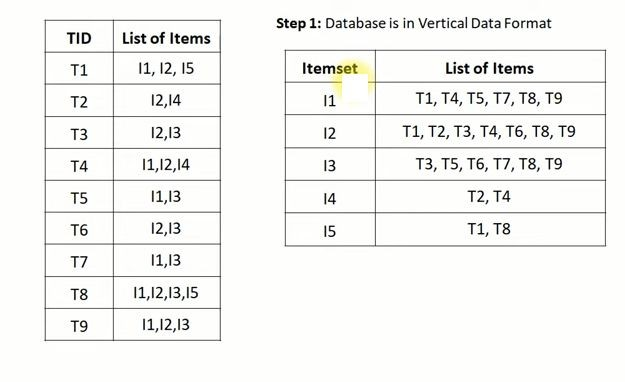 TID List of Items
T1 I1, I2, I5
T2 I2,I4
T3 I2,I3
T4 I1,I2,I4
T5 I1,I3
T6 I2,I3
T7 I1,I3
T8 I1,I2,I3,I5
T9 I1,I2,I3
Step 1: Database is in Vertical Data Format
Itemset List of Items
I1 T1, T4, T5, T7, T8, T9
I2 T1, T2, T3, T4, T6, T8, T9
I3 T3, T5, T6, T7, T8, T9
I4 T2, T4
I5 T1, T8